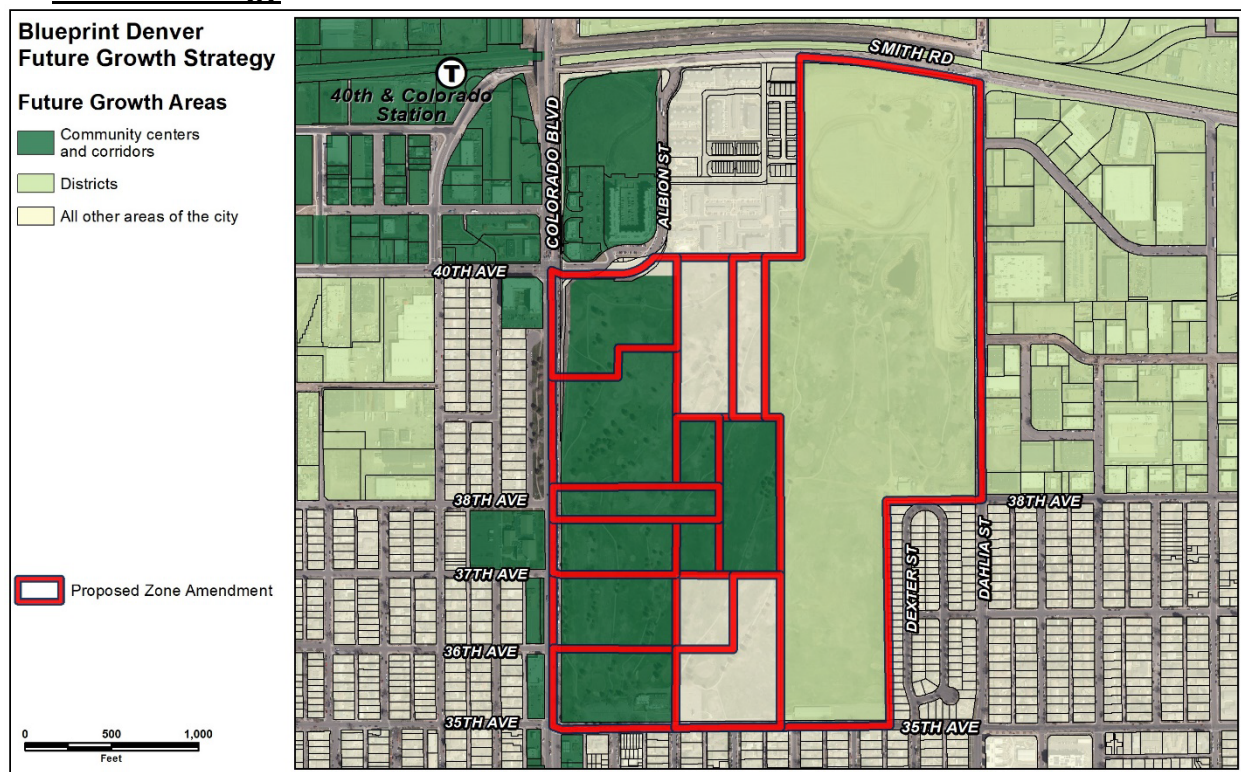 Blueprint Denver
Future Growth Strategy
Future Growth Areas
Community centers
and corridors
Districts
All other areas of the city
Proposed Zone Amendment
0 500 1,000
Feet
SMITH RD
T
40th & Colorado
Station
COLORADO BLVD
ALBION ST
40TH AVE
38TH AVE
38TH AVE
37TH AVE
DEXTER ST
DAHLIA ST
36TH AVE
35TH AVE
35TH AVE